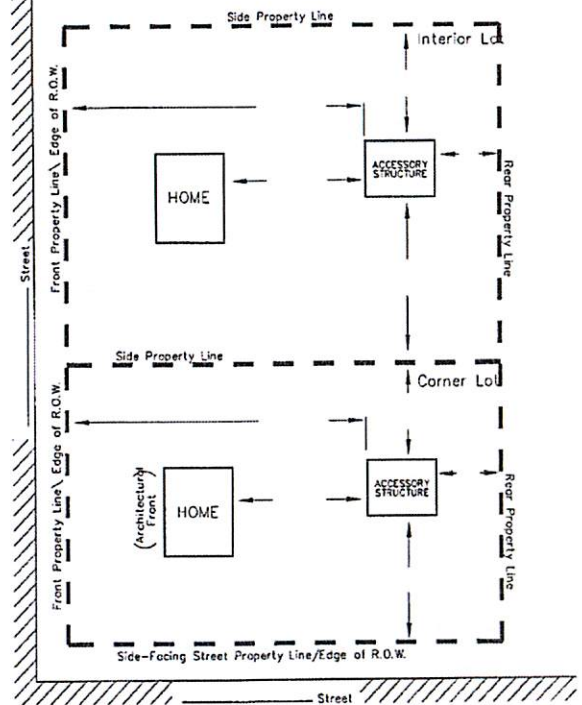 Side Property Line
Interior Lot
Front Property Line\ Edge of R.O.W.
HOME
ACCESSORY
STRUCTURE
Rear Property Line
Street
Side Property Line
Corner Lot
Front Property Line\ Edge of R.O.W.
(Architectural
Front)
HOME
ACCESSORY
STRUCTURE
Rear Property Line
Side-Facing Street Property Line/Edge of R.O.W.
Street